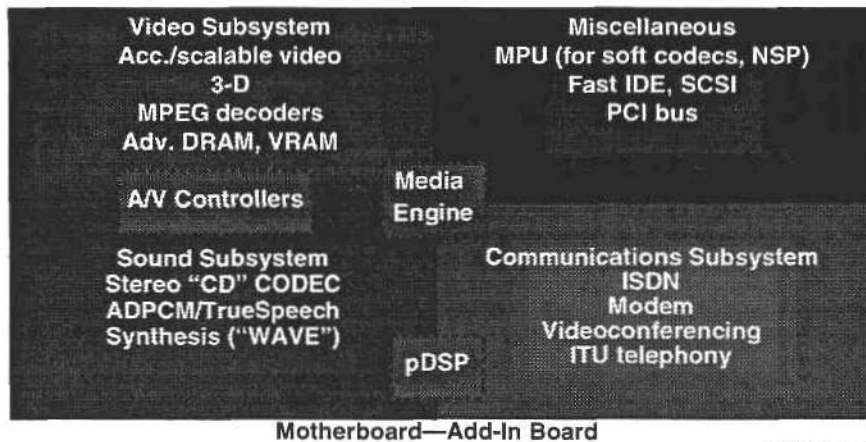 Video Subsystem
Acc./scalable video
3-D
MPEG decoders
Adv. DRAM, VRAM
Miscellaneous
MPU (for soft codecs, NSP)
Fast IDE, SCSI
PCI bus
A/V Controllers
Media
Engine
Sound Subsystem
Stereo “CD” CODEC
ADPCM/TrueSpeech
Synthesis (“WAVE”)
Communications Subsystem
ISDN
Modem
Videoconferencing
ITU telephony
pDSP
Motherboard—Add-In Board